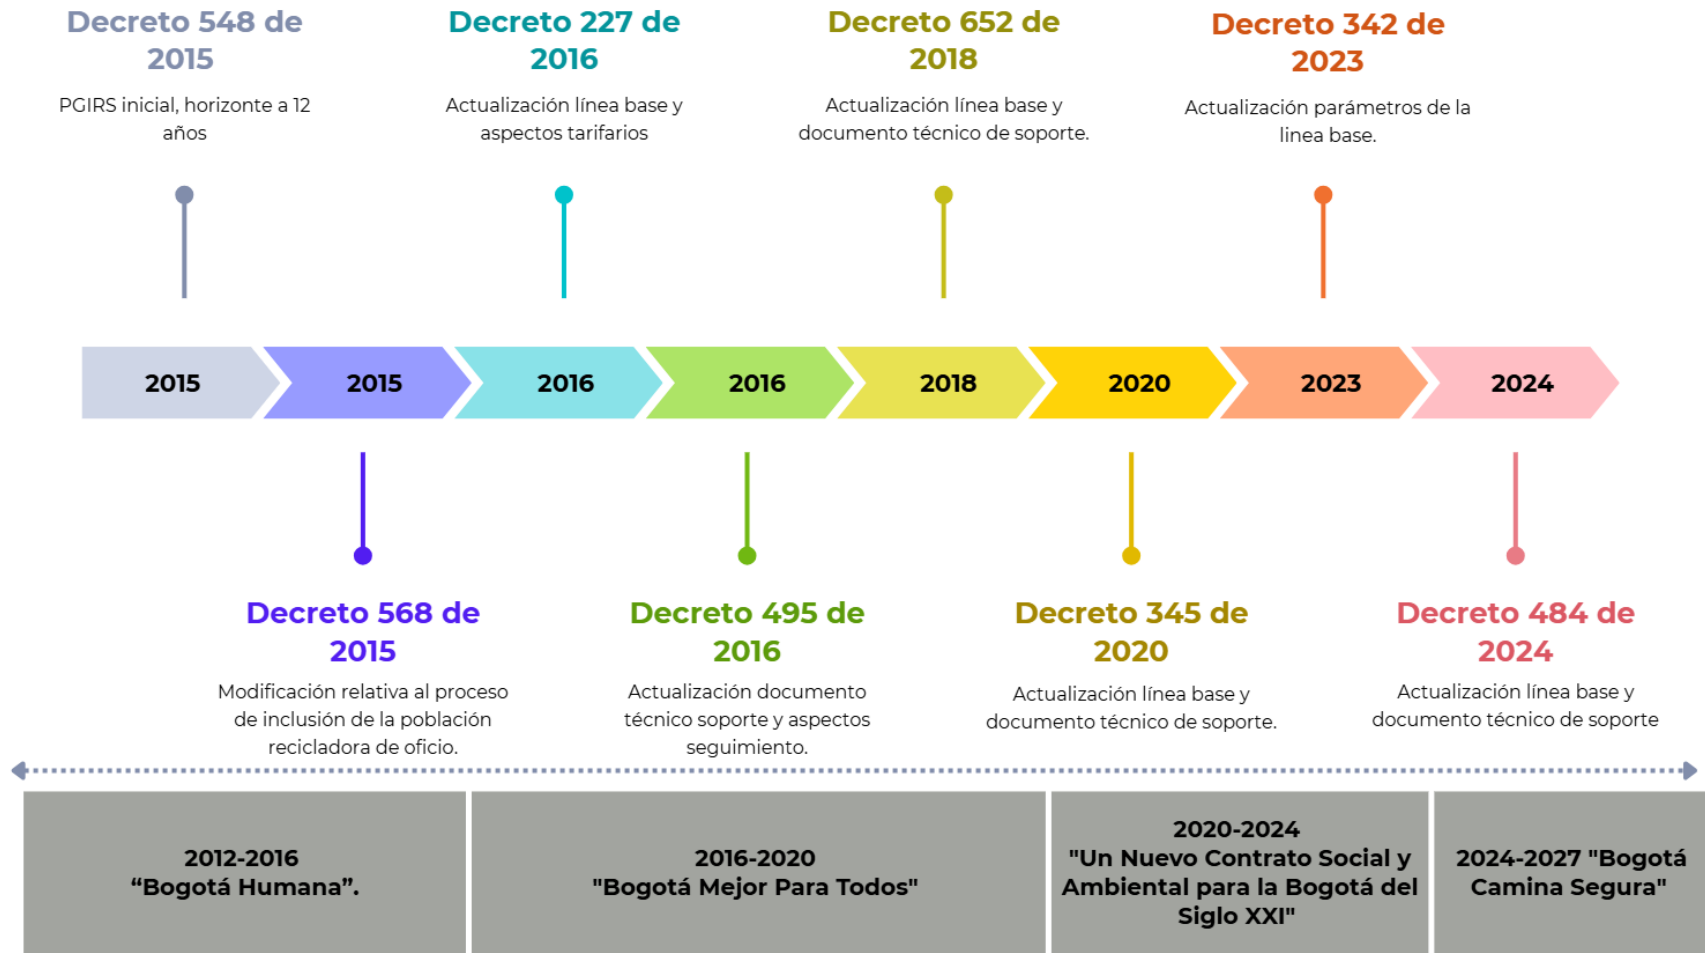 Decreto 548 de
2015
PGIRS inicial, horizonte a 12
años
Decreto 227 de
2016
Actualización línea base y
aspectos tarifarios
Decreto 652 de
2018
Actualización línea base y
documento técnico de soporte.
Decreto 342 de
2023
Actualización parámetros de la
linea base.
2015
2015
2016
2016
2018
2020
2023
2024
Decreto 568 de
2015
Modificación relativa al proceso
de inclusión de la población
recicladora de oficio.
Decreto 495 de
2016
Actualización documento
técnico soporte y aspectos
seguimiento.
Decreto 345 de
2020
Actualización línea base y
documento técnico de soporte.
Decreto 484 de
2024
Actualización línea base y
documento técnico de soporte
2012-2016
“Bogotá Humana”.
2016-2020
"Bogotá Mejor Para Todos"
2020-2024
"Un Nuevo Contrato Social y
Ambiental para la Bogotá del
Siglo XXI"
2024-2027 "Bogotá
Camina Segura"